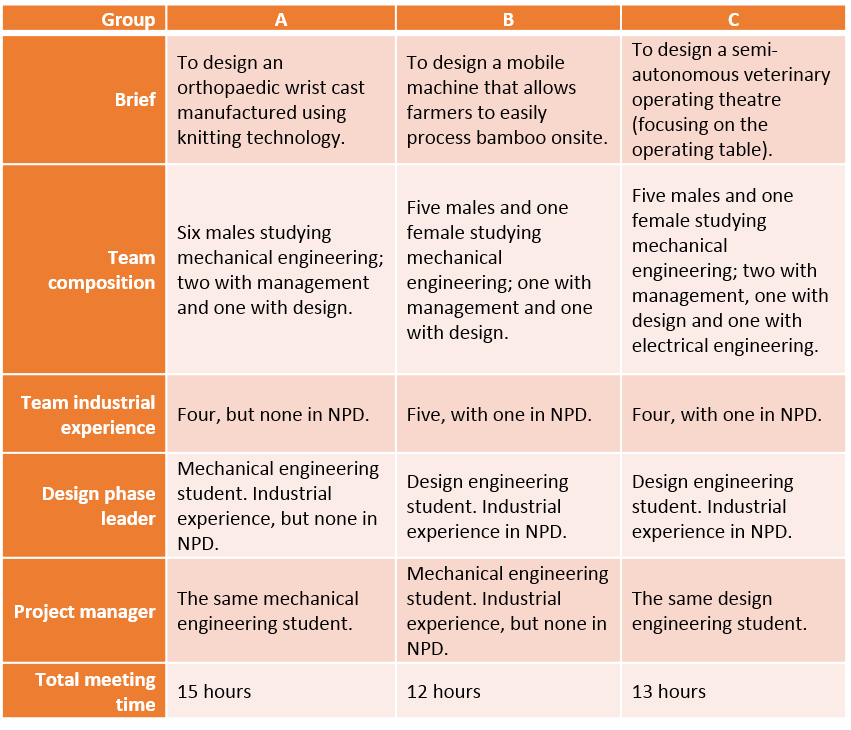 Group A B C
Brief
To design an
orthopaedic wrist cast
manufactured using
knitting technology.
To design a mobile
machine that allows
farmers to easily
process bamboo onsite.
To design a semi-
autonomous veterinary
operating theatre
(focusing on the
operating table).
Team
composition
Six males studying
mechanical engineering;
two with management
and one with design.
Five males and one
female studying
mechanical
engineering; one with
management and one
with design.
Five males and one
female studying
mechanical
engineering; two with
management, one with
design and one with
electrical engineering.
Team industrial
experience
Four, but none in NPD.
Five, with one in NPD.
Four, with one in NPD.
Design phase
leader
Mechanical engineering
student. Industrial
experience, but none in
NPD.
Design engineering
student. Industrial
experience in NPD.
Design engineering
student. Industrial
experience in NPD.
Project manager
The same mechanical
engineering student.
Mechanical engineering
student. Industrial
experience, but none in
NPD.
The same design
engineering student.
Total meeting
time
15 hours
12 hours
13 hours